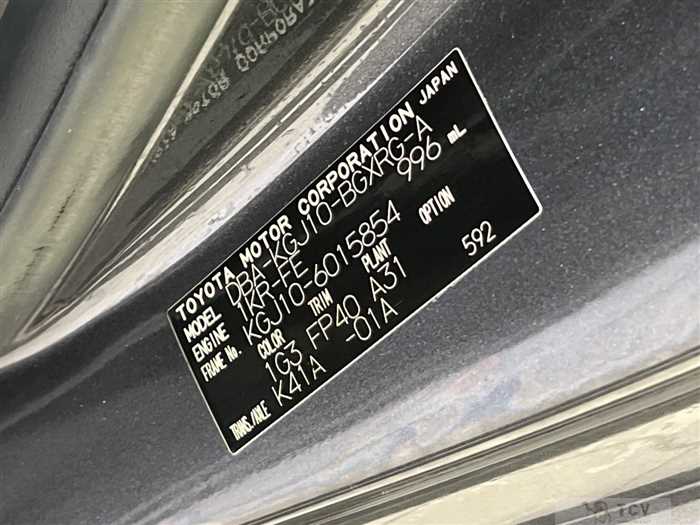 TOYOTA MOTOR CORPORATION JAPAN
MODEL DBA-KGJ10-BGXRG-A
ENGINE 1KR-FE 996 mL
FRAME No. KGJ10-6015854
COLOR TRIM PLANT OPTION
1G3 FP40 A31 592
TRANS./AXLE K41A -01A
TCV